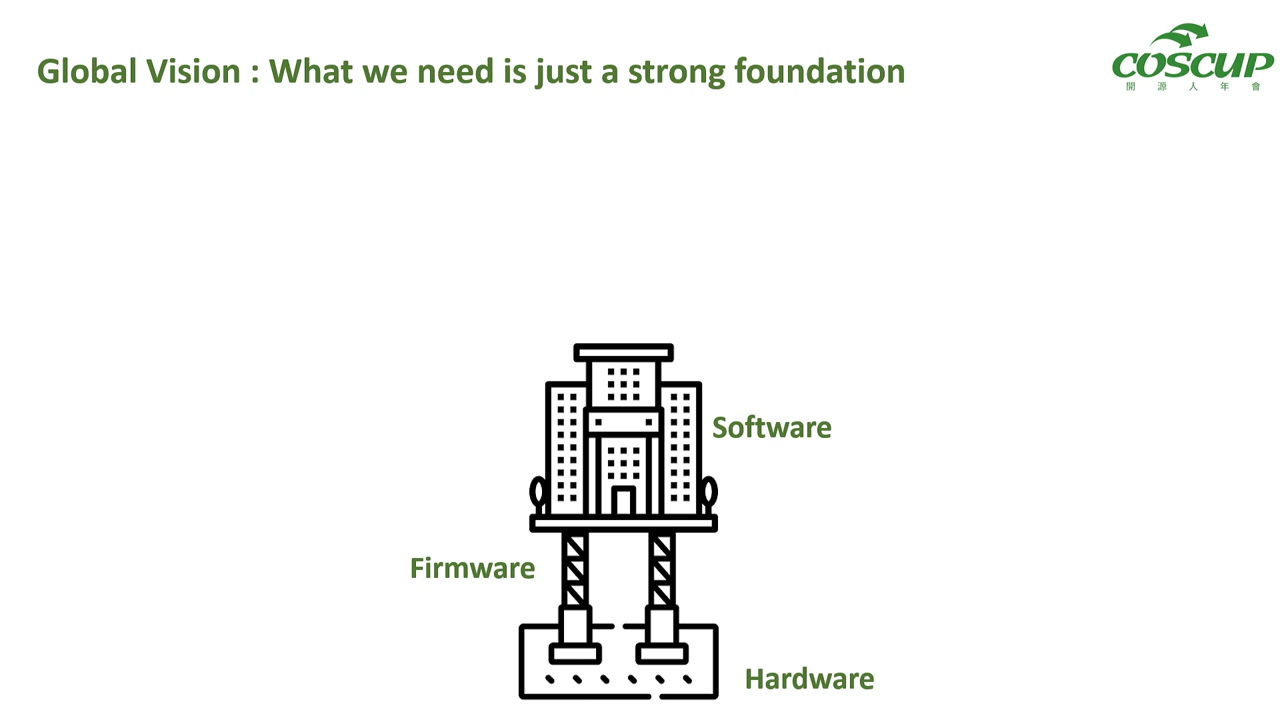 Global Vision : What we need is just a strong foundation
COSCUP
開源人年會
Software
Firmware
Hardware